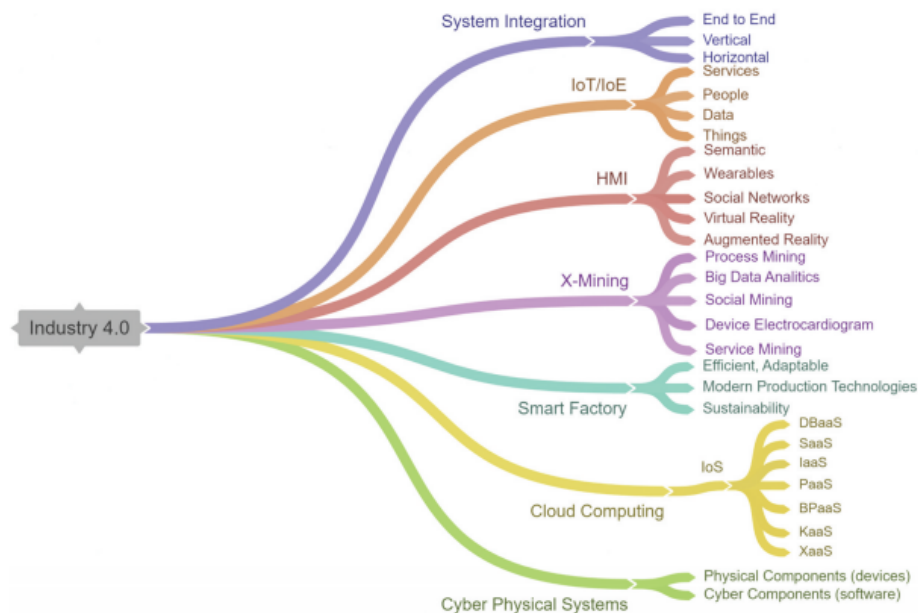 Industry 4.0
System Integration
End to End
Vertical
Horizontal
IoT/IoE
Services
People
Data
Things
HMI
Semantic
Wearables
Social Networks
Virtual Reality
Augmented Reality
X-Mining
Process Mining
Big Data Analitics
Social Mining
Device Electrocardiogram
Service Mining
Smart Factory
Efficient, Adaptable
Modern Production Technologies
Sustainability
Cloud Computing
IoS
DBaaS
SaaS
IaaS
PaaS
BPaaS
KaaS
XaaS
Cyber Physical Systems
Physical Components (devices)
Cyber Components (software)